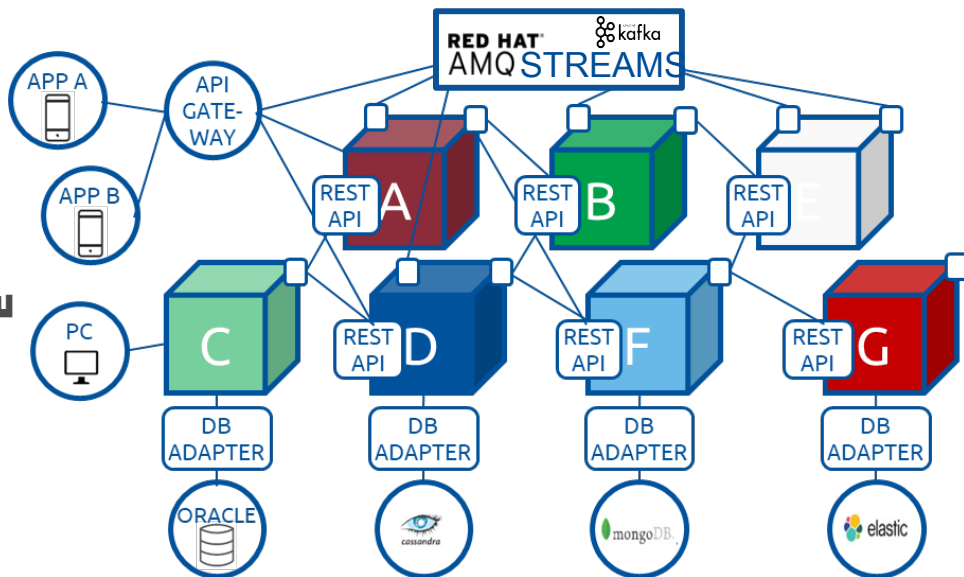 RED HAT
AMQ STREAMS
APACHE
kafka
APP A
API
GATE-
WAY
APP B
REST
API
A
REST
API
B
REST
API
E
PC
C
REST
API
D
REST
API
F
REST
API
G
DB
ADAPTER
DB
ADAPTER
DB
ADAPTER
DB
ADAPTER
ORACLE
cassandra
mongoDB.
elastic